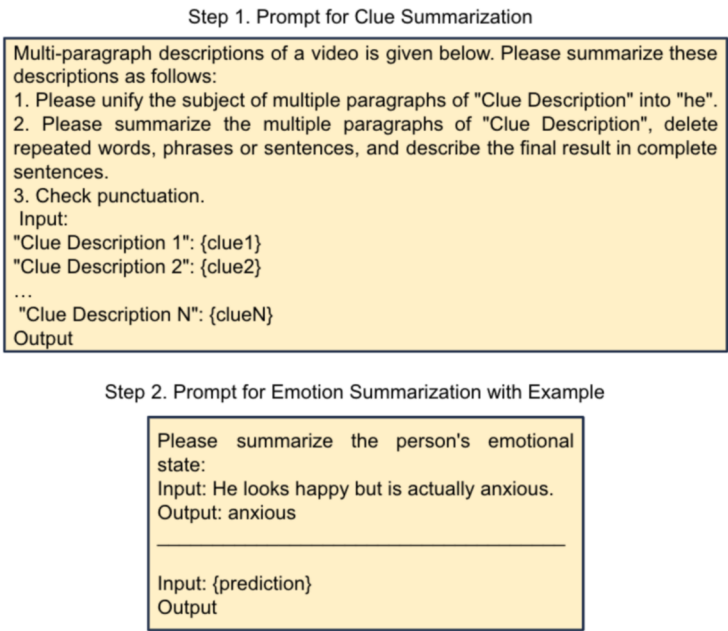 Step 1. Prompt for Clue Summarization
Multi-paragraph descriptions of a video is given below. Please summarize these
descriptions as follows:
1. Please unify the subject of multiple paragraphs of "Clue Description" into "he".
2. Please summarize the multiple paragraphs of "Clue Description", delete
repeated words, phrases or sentences, and describe the final result in complete
sentences.
3. Check punctuation.
Input:
"Clue Description 1": {clue1}
"Clue Description 2": {clue2}
…
"Clue Description N": {clueN}
Output
Step 2. Prompt for Emotion Summarization with Example
Please summarize the person's emotional
state:
Input: He looks happy but is actually anxious.
Output: anxious
Input: {prediction}
Output